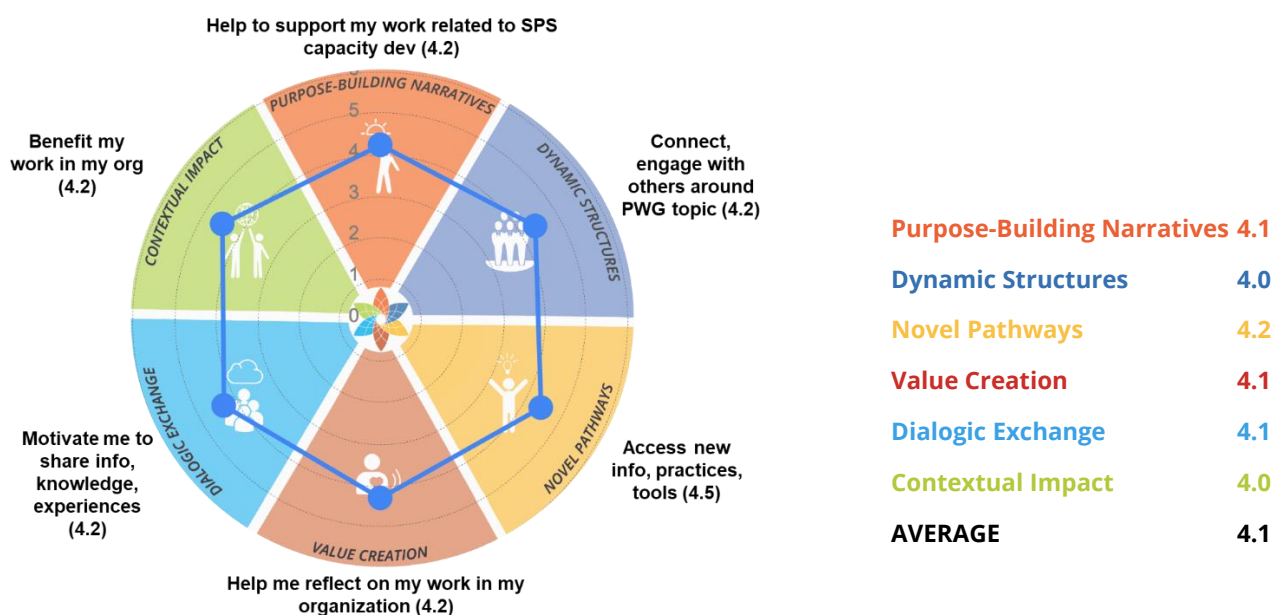 Help to support my work related to SPS
capacity dev (4.2)
PURPOSE-BUILDING NARRATIVES
5
4
3
2
1
0
DYNAMIC STRUCTURES
Connect,
engage with
others around
PWG topic (4.2)
NOVEL PATHWAYS
Access new
info, practices,
tools (4.5)
VALUE CREATION
Help me reflect on my work in my
organization (4.2)
DIALOGIC EXCHANGE
Motivate me to
share info,
knowledge,
experiences
(4.2)
CONTEXTUAL IMPACT
Benefit my
work in my org
(4.2)
Purpose-Building Narratives 4.1
Dynamic Structures 4.0
Novel Pathways 4.2
Value Creation 4.1
Dialogic Exchange 4.1
Contextual Impact 4.0
AVERAGE 4.1